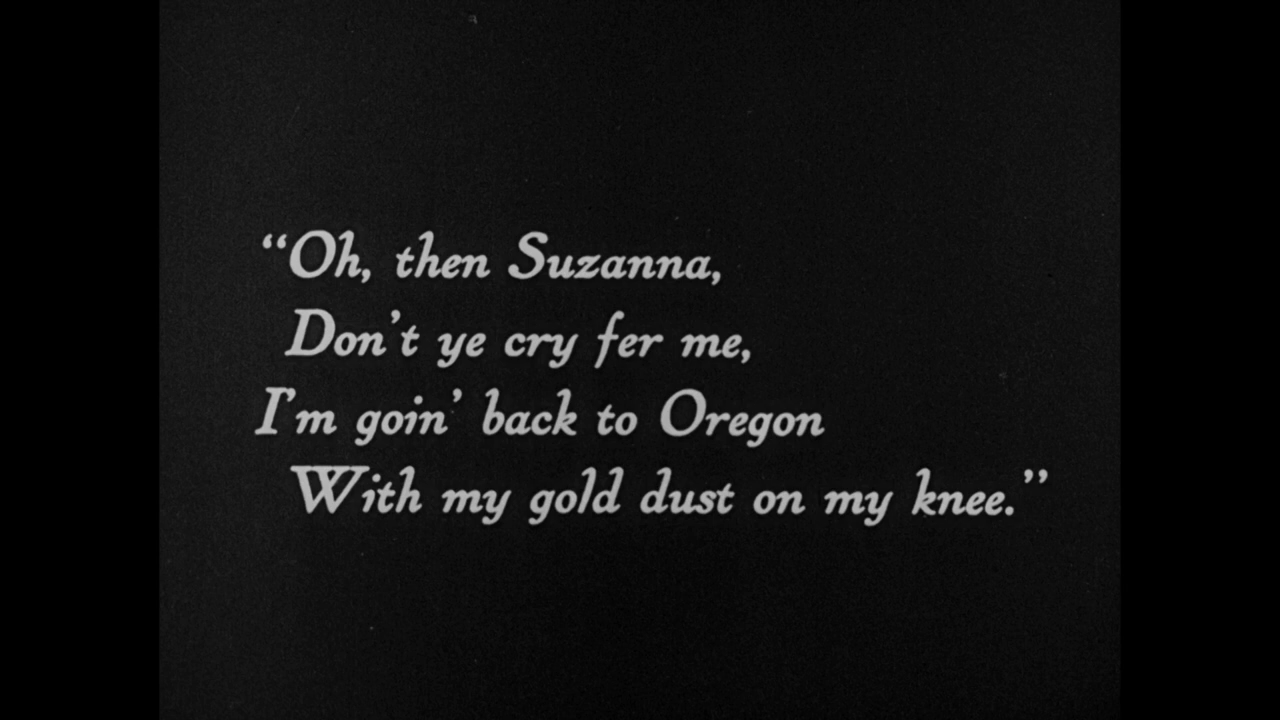 “Oh, then Suzanna,
Don’t ye cry fer me,
I’m goin’ back to Oregon
With my gold dust on my knee.”